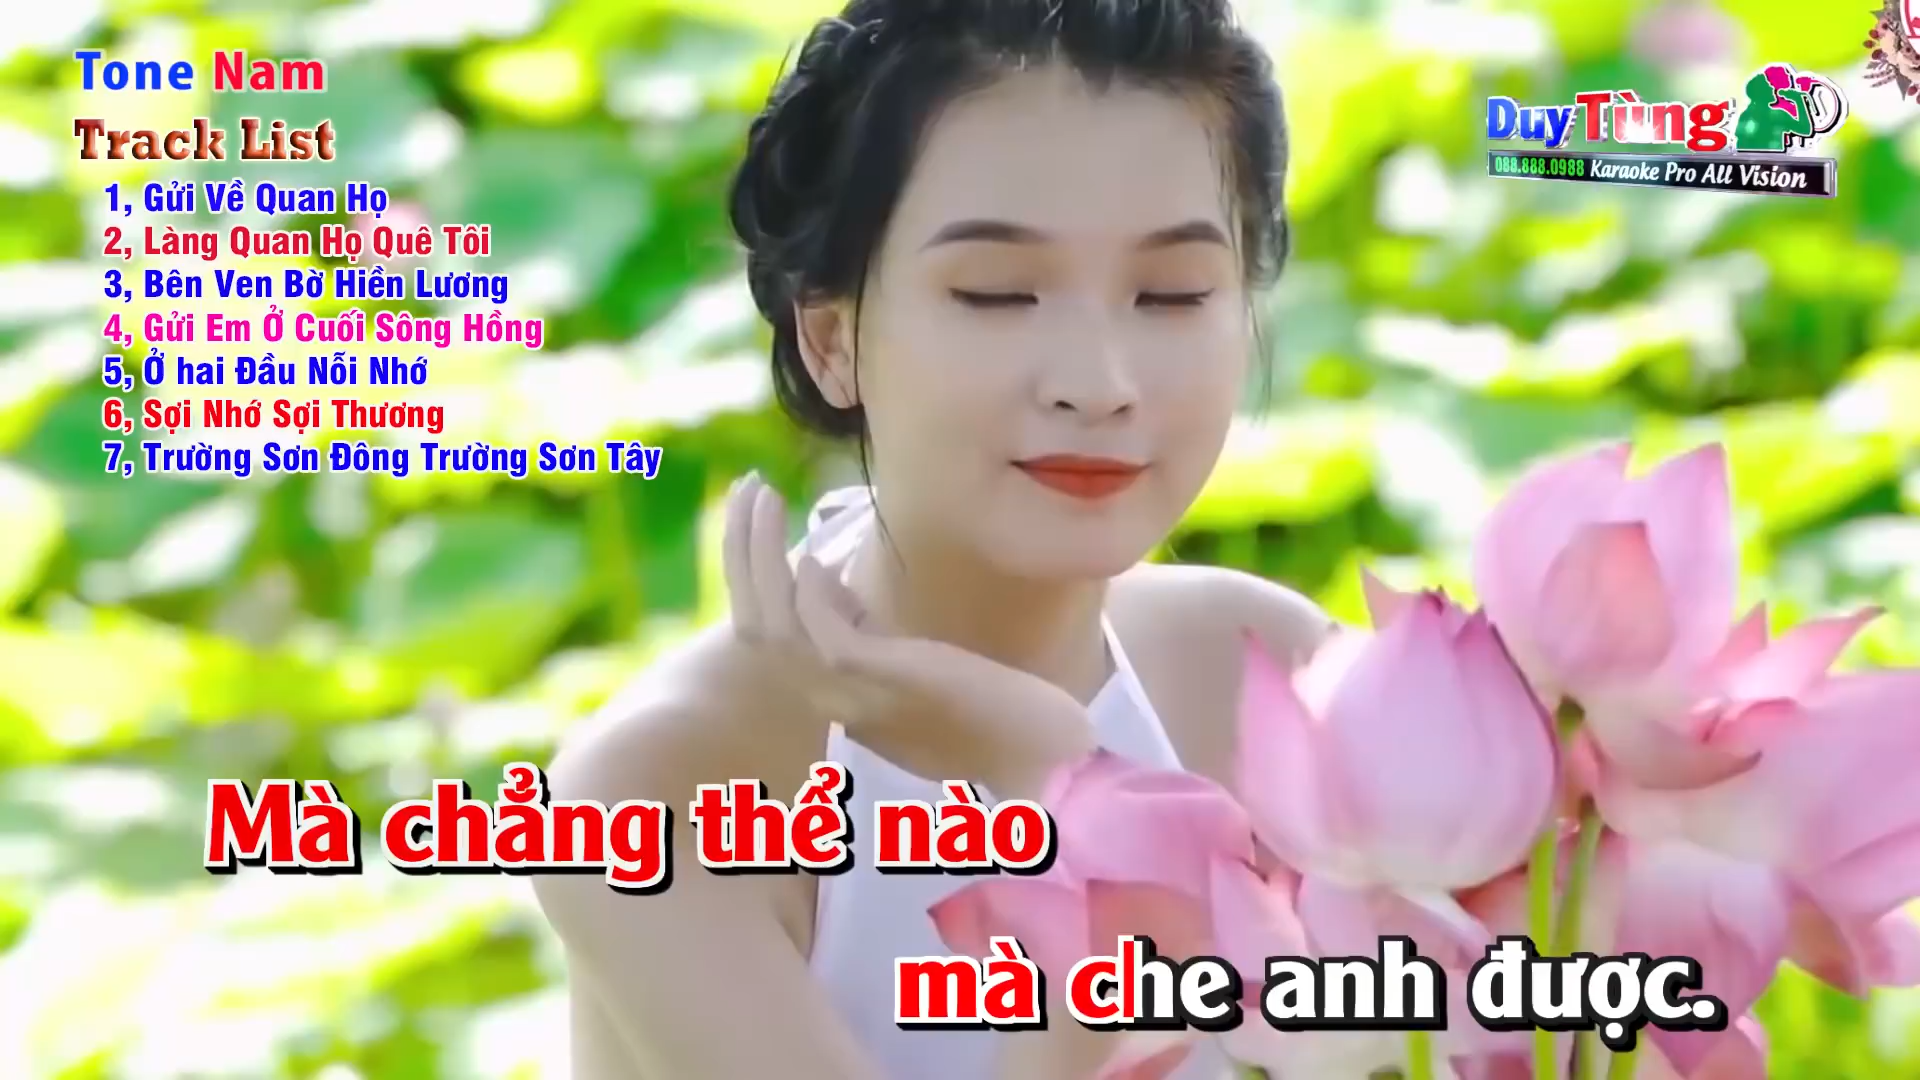 Tone Nam
Track List
1, Gửi Về Quan Họ
2, Làng Quan Họ Quê Tôi
3, Bên Ven Bờ Hiền Lương
4, Gửi Em Ở Cuối Sông Hồng
5, Ở hai Đầu Nỗi Nhớ
6, Sợi Nhớ Sợi Thương
7, Trường Sơn Đông Trường Sơn Tây
Duy Tùng
088.888.0988 Karaoke Pro All Vision
Mà chẳng thể nào
mà che anh được.